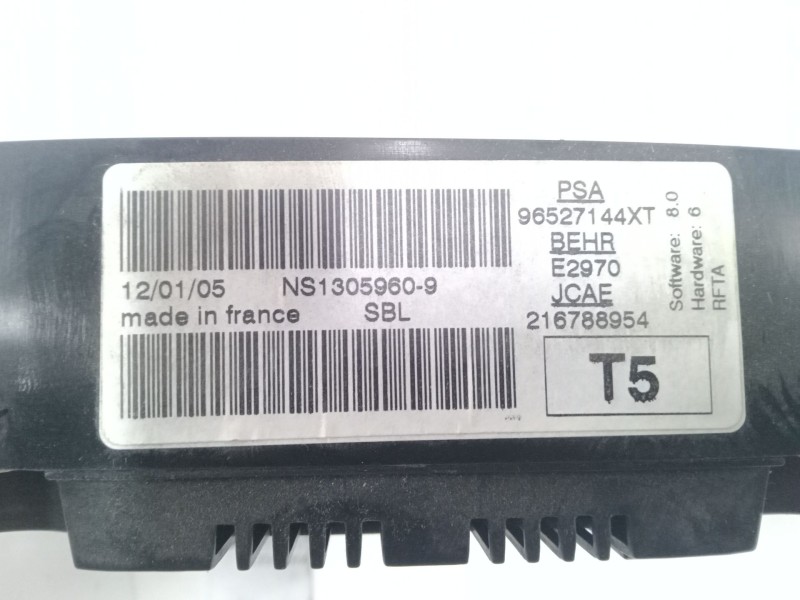 12/01/05 NS1305960-9
made in france SBL
PSA
96527144XT
BEHR
E2970
JCAE
216788954
T5
Software: 8.0
Hardware: 6
RFTA